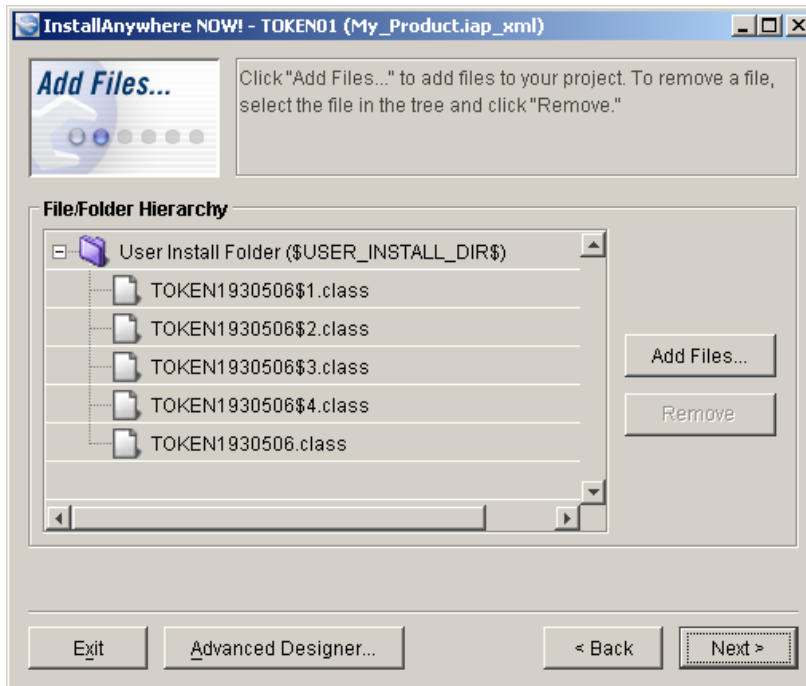 InstallAnywhere NOW! - TOKEN01 (My_Product.iap_xml)
Add Files...
Click "Add Files..." to add files to your project. To remove a file,
select the file in the tree and click "Remove."
File/Folder Hierarchy
User Install Folder ($USER_INSTALL_DIR$)
TOKEN1930506$1.class
TOKEN1930506$2.class
TOKEN1930506$3.class
TOKEN1930506$4.class
TOKEN1930506.class
Add Files...
Remove
Exit
Advanced Designer...
< Back
Next >